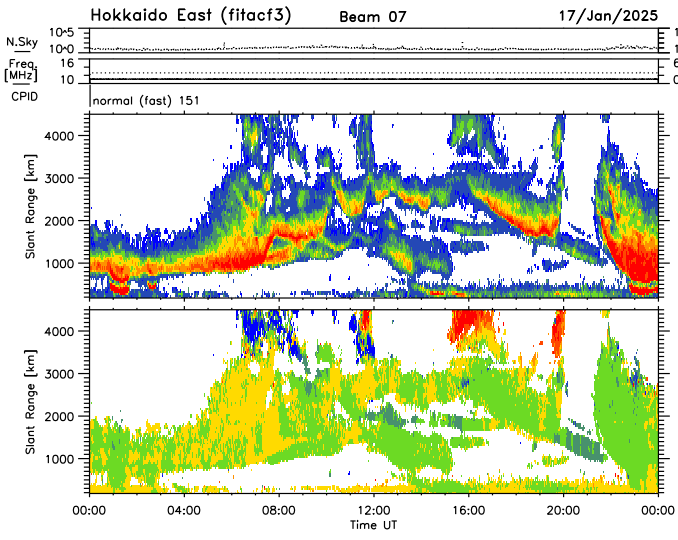 Hokkaido East (fitacf3) Beam 07 17/Jan/2025
N.Sky 10^5 10^0 1 1
Freq. [MHz] 16 10 6 0
CPID normal (fast) 151
Slant Range [km] 4000 3000 2000 1000
Slant Range [km] 4000 3000 2000 1000
00:00 04:00 08:00 12:00 16:00 20:00 00:00
Time UT